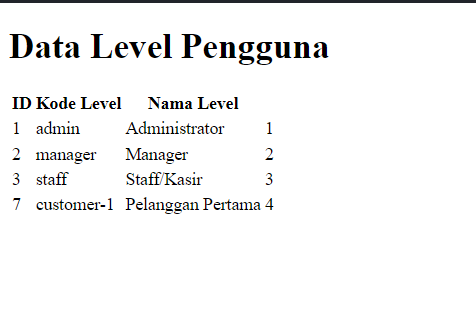 Data Level Pengguna
ID Kode Level Nama Level
1 admin Administrator 1
2 manager Manager 2
3 staff Staff/Kasir 3
7 customer-1 Pelanggan Pertama 4